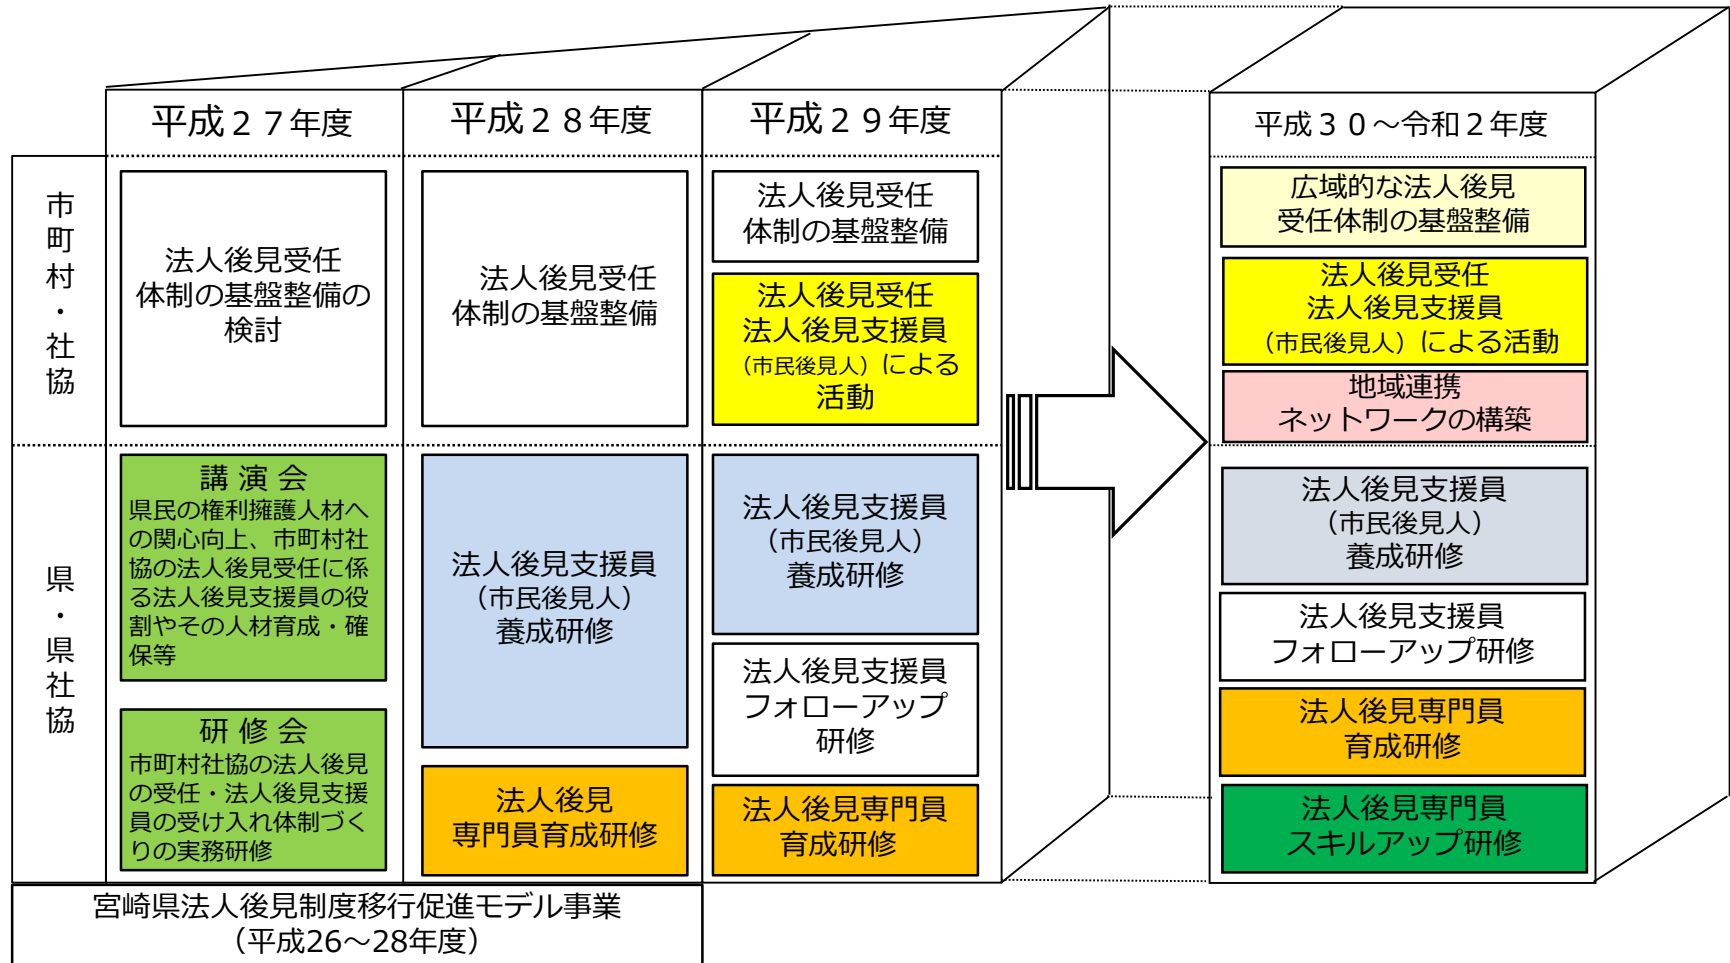 平成２７年度
平成２８年度
平成２９年度
平成３０～令和２年度
市町村・社協
法人後見受任
体制の基盤整備の
検討
法人後見受任
体制の基盤整備
法人後見受任
体制の基盤整備
法人後見受任
法人後見支援員
（市民後見人）による
活動
広域的な法人後見
受任体制の基盤整備
法人後見受任
法人後見支援員
（市民後見人）による活動
地域連携
ネットワークの構築
県・県社協
講 演 会
県民の権利擁護人材へ
の関心向上、市町村社
協の法人後見受任に係
る法人後見支援員の役
割やその人材育成・確
保等
研 修 会
市町村社協の法人後見
の受任・法人後見支援
員の受け入れ体制づく
りの実務研修
法人後見支援員
（市民後見人）
養成研修
法人後見
専門員育成研修
法人後見支援員
（市民後見人）
養成研修
法人後見支援員
フォローアップ
研修
法人後見専門員
育成研修
法人後見支援員
（市民後見人）
養成研修
法人後見支援員
フォローアップ研修
法人後見専門員
育成研修
法人後見専門員
スキルアップ研修
宮崎県法人後見制度移行促進モデル事業
（平成26～28年度）